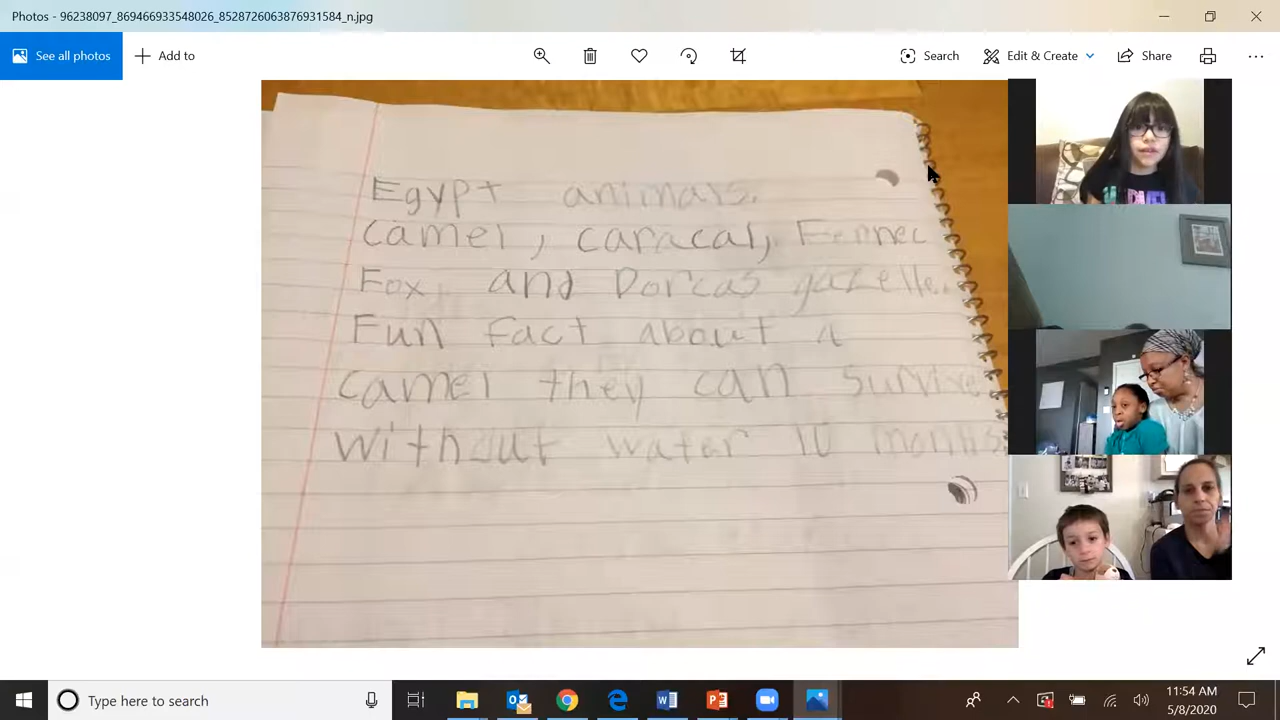 Photos - 96238097_869466933548026_8528726063876931584_n.jpg
See all photos
Add to
Search
Edit & Create
Share
Egypt animals.
Camel, caracal, Fennec
Fox, and Dorcas gazelle.
Fun fact about a
camel they can survive
without water 10 months.
Type here to search
11:54 AM
5/8/2020